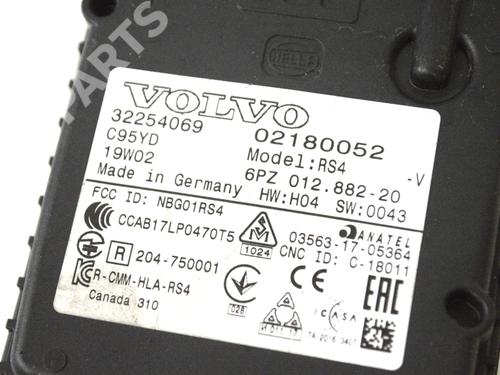 PARTS
HELLA
VOLVO
32254069 02180052
C95YD Model:RS4 -V
19W02 6PZ 012.882-20
Made in Germany HW:H04 SW:0043
FCC ID: NBG01RS4
CCAB17LP0470T5 1024 03563-17-05364 ANATEL
R 204-750001 CNC ID: C-18011
R-CMM-HLA-RS4
Canada 310 028 ICASA EAC